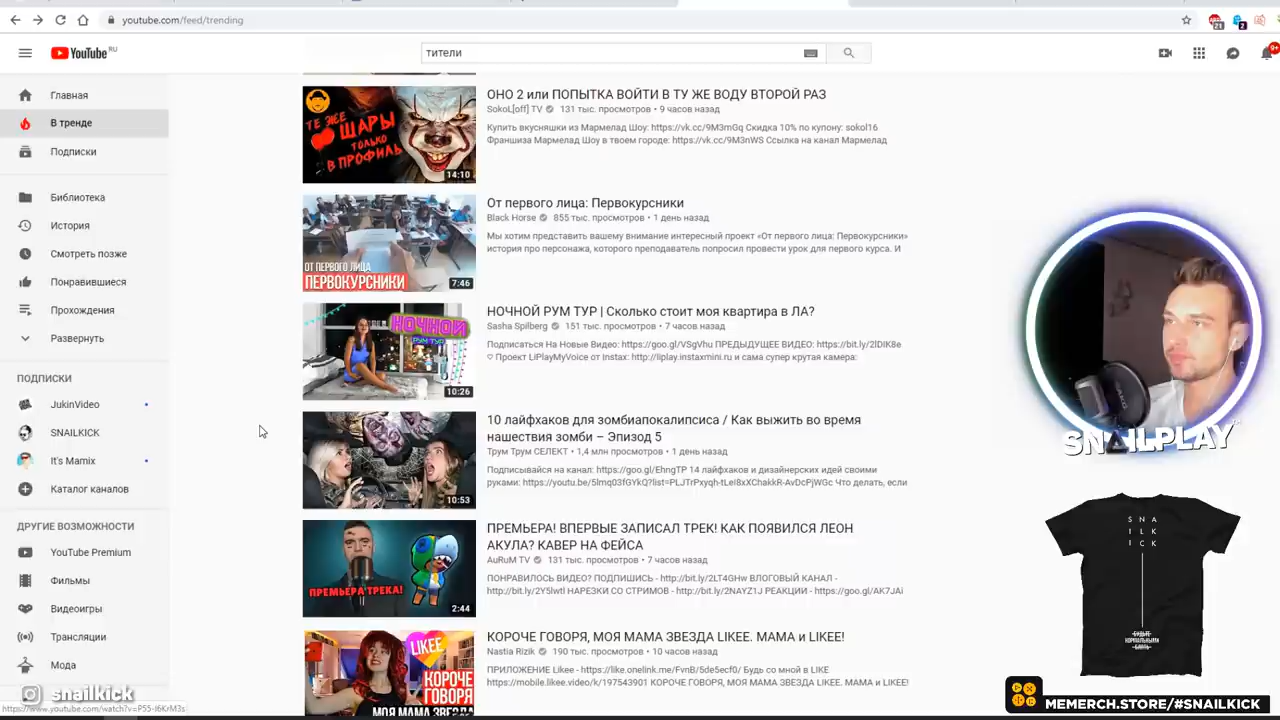 youtube.com/feed/trending
YouTube RU
тители
9+
Главная
В тренде
Подписки
Библиотека
История
Смотреть позже
Понравившиеся
Прохождения
Развернуть
ПОДПИСКИ
JukinVideo
SNAILKICK
It's Mamix
Каталог каналов
ДРУГИЕ ВОЗМОЖНОСТИ
YouTube Premium
Фильмы
Видеоигры
Трансляции
Мода
snailkick
ТЕ ЖЕ
ШАРЫ
ТОЛЬКО
В ПРОФИЛЬ
14:10
ОНО 2 или ПОПЫТКА ВОЙТИ В ТУ ЖЕ ВОДУ ВТОРОЙ РАЗ
SokoL[off] TV 131 тыс. просмотров • 9 часов назад
Купить вкусняшки из Мармелад Шоу: https://vk.cc/9M3mGq Скидка 10% по купону: sokol16
Франшиза Мармелад Шоу в твоем городе: https://vk.cc/9M3nWS Ссылка на канал Мармелад
ОТ ПЕРВОГО ЛИЦА
ПЕРВОКУРСНИКИ
7:46
От первого лица: Первокурсники
Black Horse 855 тыс. просмотров • 1 день назад
Мы хотим представить вашему внимание интересный проект «От первого лица: Первокурсники»
история про персонажа, которого преподаватель попросил провести урок для первого курса. И
НОЧНОЙ
РУМ ТУР
10:26
НОЧНОЙ РУМ ТУР | Сколько стоит моя квартира в ЛА?
Sasha Spilberg 151 тыс. просмотров • 7 часов назад
Подписаться На Видео: https://goo.gl/VSgVhu ПРЕДЫДУЩЕЕ ВИДЕО: https://bit.ly/2lDIK8e
♡ Проект LiPlayMyVoice от Instax: http://liplay.instaxmini.ru и сама супер крутая камера:
10:53
10 лайфхаков для зомбиапокалипсиса / Как выжить во время
нашествия зомби – Эпизод 5
Трум Трум СЕЛЕКТ • 1,4 млн просмотров • 1 день назад
Подписывайся на канал: https://goo.gl/EhngTP 14 лайфхаков и дизайнерских идей своими
руками: Что делать, если
ПРЕМЬЕРА ТРЕКА!
2:44
ПРЕМЬЕРА! ВПЕРВЫЕ ЗАПИСАЛ ТРЕК! КАК ПОЯВИЛСЯ ЛЕОН
АКУЛА? КАВЕР НА ФЕЙСА
AuRuM TV 131 тыс. просмотров • 7 часов назад
ПОНРАВИЛОСЬ ВИДЕО? ПОДПИШИСЬ - http://bit.ly/2LT4GHw ВЛОГОВЫЙ КАНАЛ -
http://bit.ly/2Y5lwtl НАРЕЗКИ СО СТРИМОВ - http://bit.ly/2NAYZ1J РЕАКЦИИ - https://goo.gl/AK7JAi
LIKEE
КОРОЧЕ
ГОВОРЯ,
МОЯ МАМА ЗВЕЗДА
КОРОЧЕ ГОВОРЯ, МОЯ МАМА ЗВЕЗДА LIKEE. МАМА и LIKEE!
Nastia Rizik 190 тыс. просмотров • 10 часов назад
ПРИЛОЖЕНИЕ Likee - https://like.onelink.me/FvnB/5de5ecf0/ Будь со мной в LIKE
https://mobile.likee.video/k/197543901 КОРОЧЕ ГОВОРЯ, МОЯ МАМА ЗВЕЗДА LIKEE. МАМА и LIKEE!
SNAILPLAY
S N A
I L K
I C K
MEMERCH.STORE/#SNAILKICK